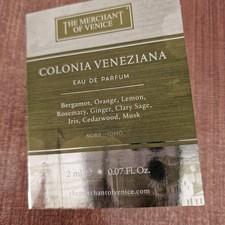 THE MERCHANT
OF VENICE
COLONIA VENEZIANA
EAU DE PARFUM
Bergamot, Orange, Lemon,
Rosemary, Ginger, Clary Sage,
Iris, Cedarwood, Musk
2 ml ℮ 0.07 Fl. Oz.
themerchantofvenice.com